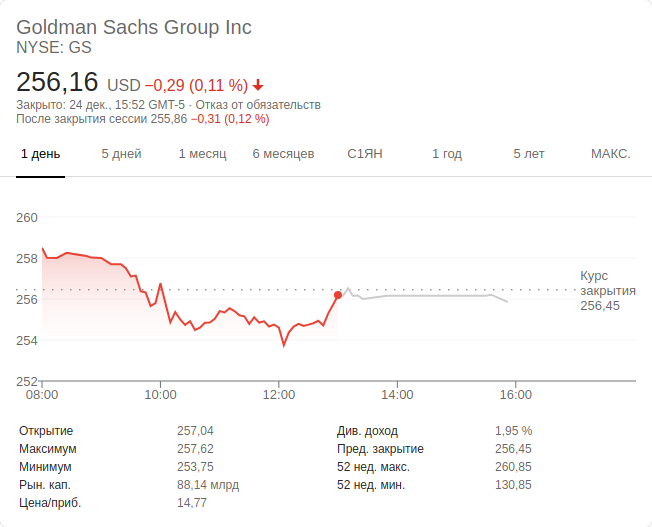 Goldman Sachs Group Inc
NYSE: GS
256,16 USD −0,29 (0,11 %)
Закрыто: 24 дек., 15:52 GMT-5 · Отказ от обязательств
После закрытия сессии 255,86 −0,31 (0,12 %)
1 день 5 дней 1 месяц 6 месяцев С1ЯН 1 год 5 лет МАКС.
260
258
Курс
закрытия
256,45
256
254
252
08:00 10:00 12:00 14:00 16:00
Открытие 257,04 Див. доход 1,95 %
Максимум 257,62 Пред. закрытие 256,45
Минимум 253,75 52 нед. макс. 260,85
Рын. кап. 88,14 млрд 52 нед. мин. 130,85
Цена/приб. 14,77